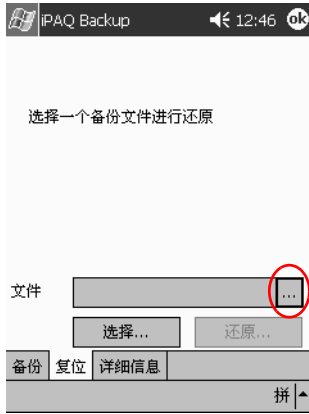 iPAQ Backup 12:46 ok
选择一个备份文件进行还原
文件 ...
选择... 还原...
备份 复位 详细信息
拼